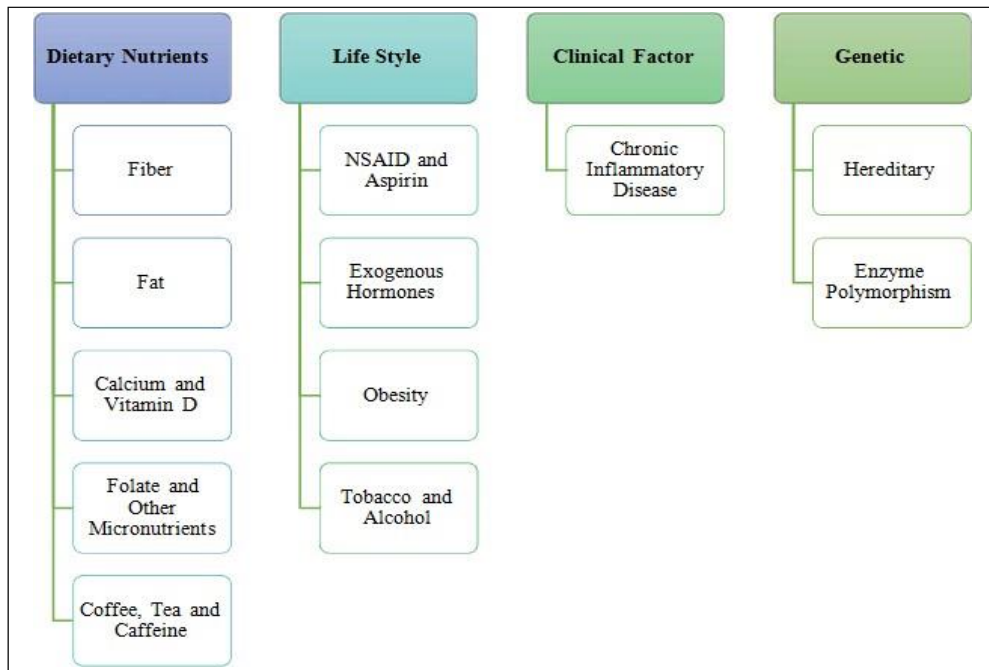 Dietary Nutrients
Fiber
Fat
Calcium and
Vitamin D
Folate and
Other
Micronutrients
Coffee, Tea and
Caffeine
Life Style
NSAID and
Aspirin
Exogenous
Hormones
Obesity
Tobacco and
Alcohol
Clinical Factor
Chronic
Inflammatory
Disease
Genetic
Hereditary
Enzyme
Polymorphism